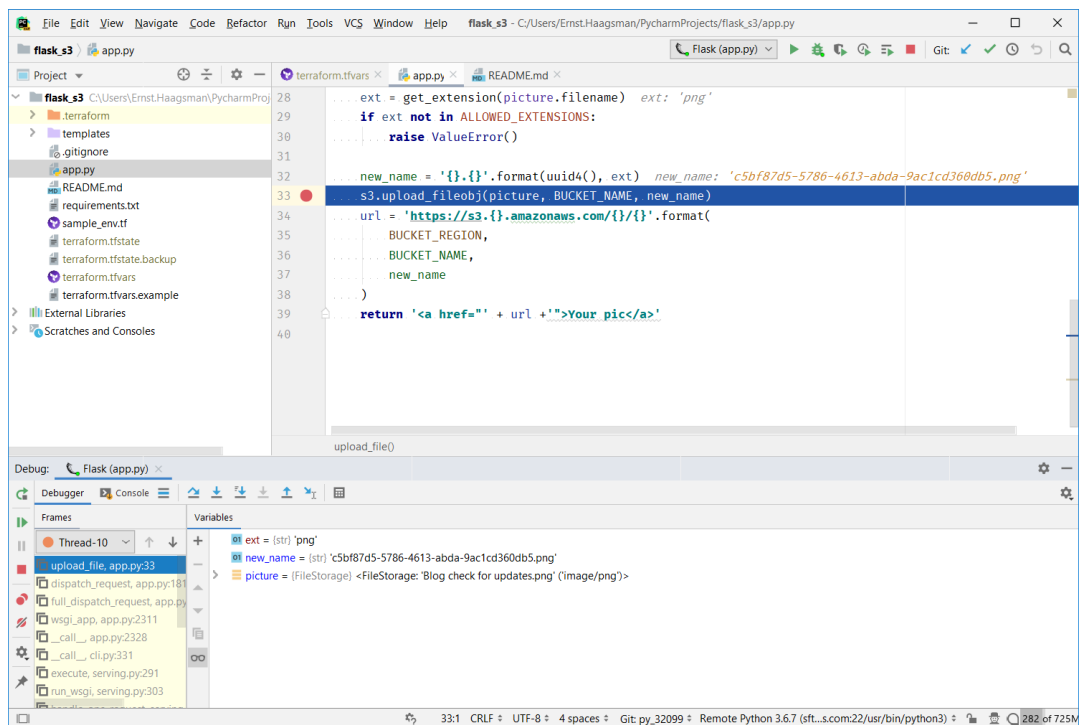 File Edit View Navigate Code Refactor Run Tools VCS Window Help flask_s3 - C:/Users/Ernst.Haagsman/PycharmProjects/flask_s3/app.py
flask_s3 app.py Flask (app.py) Git:
Project terraform.tfvars app.py README.md
flask_s3 C:\Users\Ernst.Haagsman\PycharmProj
.terraform
templates
.gitignore
app.py
README.md
requirements.txt
sample_env.tf
terraform.tfstate
terraform.tfstate.backup
terraform.tfvars
terraform.tfvars.example
External Libraries
Scratches and Consoles
28 ext = get_extension(picture.filename) ext: 'png'
29 if ext not in ALLOWED_EXTENSIONS:
30 raise ValueError()
31
32 new_name = '{}.{}'.format(uuid4(), ext) new_name: 'c5bf87d5-5786-4613-abda-9ac1cd360db5.png'
33 s3.upload_fileobj(picture, BUCKET_NAME, new_name)
34 url = 'https://s3.{}.amazonaws.com/{}/{}'.format(
35 BUCKET_REGION,
36 BUCKET_NAME,
37 new_name
38 )
39 return '<a href="' + url +'">Your pic</a>'
40
upload_file()
Debug: Flask (app.py)
Debugger Console
Frames Variables
Thread-10
upload_file, app.py:33
dispatch_request, app.py:181
full_dispatch_request, app.py
wsgi_app, app.py:2311
__call__, app.py:2328
__call__, cli.py:331
execute, serving.py:291
run_wsgi, serving.py:303
01 ext = {str} 'png'
01 new_name = {str} 'c5bf87d5-5786-4613-abda-9ac1cd360db5.png'
picture = {FileStorage} <FileStorage: 'Blog check for updates.png' ('image/png')>
33:1 CRLF UTF-8 4 spaces Git: py_32099 Remote Python 3.6.7 (sft...s.com:22/usr/bin/python3) 282 of 725M